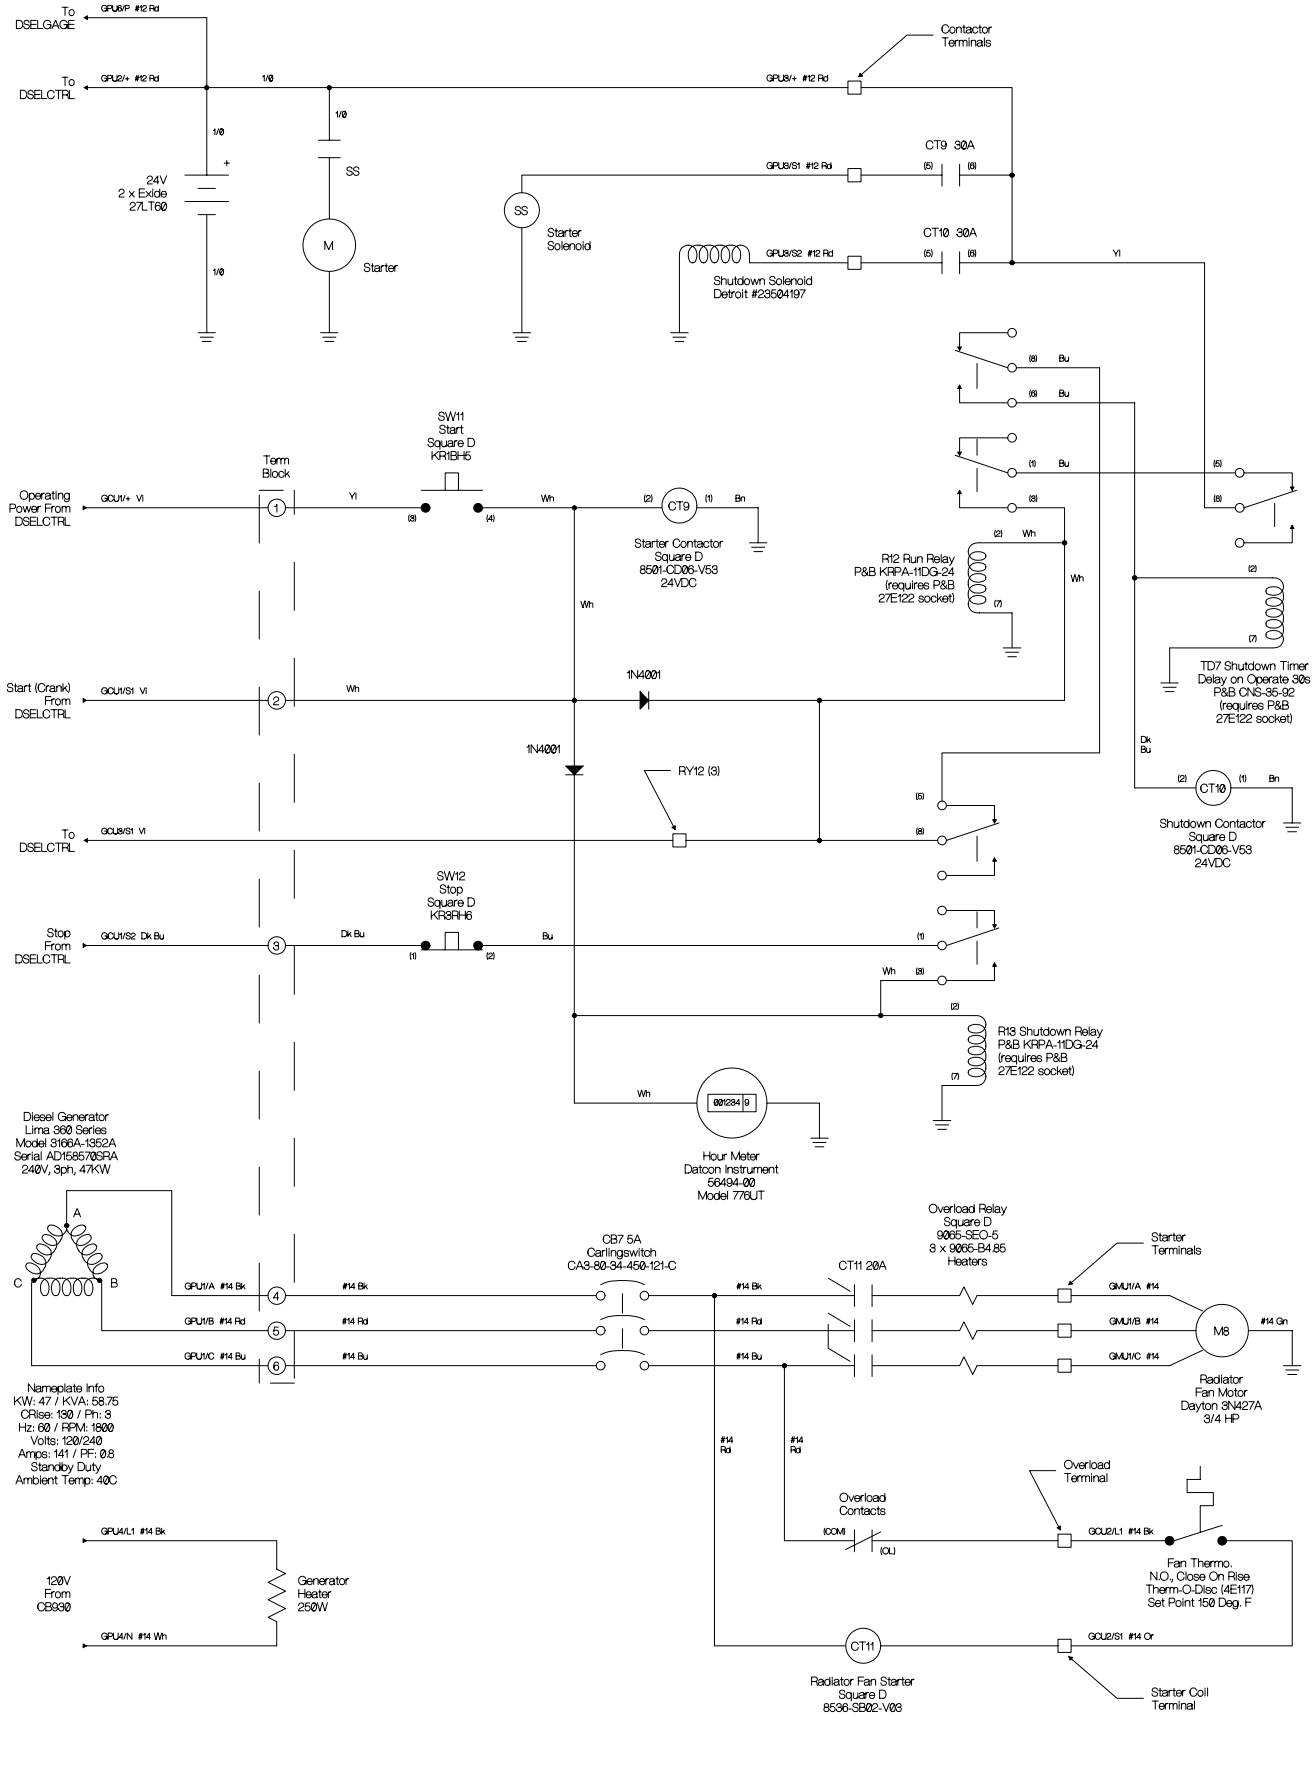 To
DSELGAGE
GPU6/P #12 Rd
Contactor
Terminals
To
DSELCTRL
GPU2/+ #12 Rd
1/0
GPU3/+ #12 Rd
1/0
1/0
+
24V
2 x Exide
27LT60
SS
CT9 30A
GPU3/S1 #12 Rd
(5)
(6)
SS
Starter
Solenoid
M
Starter
1/0
CT10 30A
GPU3/S2 #12 Rd
(5)
(6)
Yl
Shutdown Solenoid
Detroit #23504197
(8) Bu
(6) Bu
SW11
Start
Square D
KR1BH5
Term
Block
(1) Bu
(5)
Operating
Power From
DSELCTRL
GCU1/+ Vl
1
Yl
(3)
(4)
Wh
(2)
CT9
(1)
Bn
(3)
(8)
Starter Contactor
Square D
8501-CD06-V53
24VDC
R12 Run Relay
P&B KRPA-11DG-24
(requires P&B
27E122 socket)
(2) Wh
(7)
Wh
Wh
(2)
(7)
TD7 Shutdown Timer
Delay on Operate 30s
P&B CNS-35-92
(requires P&B
27E122 socket)
Start (Crank)
From
DSELCTRL
GCU1/S1 Vl
2
Wh
1N4001
1N4001
RY12 (3)
Dk
Bu
(2)
CT10
(1)
Bn
Shutdown Contactor
Square D
8501-CD06-V53
24VDC
(5)
To
DSELCTRL
GCU3/S1 Vl
(8)
SW12
Stop
Square D
KR3RH6
Stop
From
DSELCTRL
GCU1/S2 Dk Bu
3
Dk Bu
(1)
(2)
Bu
(1)
Wh (3)
(2)
(7)
R13 Shutdown Relay
P&B KRPA-11DG-24
(requires P&B
27E122 socket)
Wh
001234 9
Hour Meter
Datcon Instrument
56494-00
Model 776UT
Diesel Generator
Lima 360 Series
Model 3166A-1352A
Serial AD158570SRA
240V, 3ph, 47KW
A
C
B
GPU1/A #14 Bk
4
#14 Bk
GPU1/B #14 Rd
5
#14 Rd
GPU1/C #14 Bu
6
#14 Bu
CB7 5A
Carlingswitch
CA3-80-34-450-121-C
#14 Bk
#14 Rd
#14 Bu
CT11 20A
Overload Relay
Square D
9065-SEO-5
3 x 9065-B4.85
Heaters
Starter
Terminals
GMU1/A #14
GMU1/B #14
GMU1/C #14
M8
#14 Gn
Radiator
Fan Motor
Dayton 3N427A
3/4 HP
Nameplate Info
KW: 47 / KVA: 58.75
CRise: 130 / Ph: 3
Hz: 60 / RPM: 1800
Volts: 120/240
Amps: 141 / PF: 0.8
Standby Duty
Ambient Temp: 40C
#14
Rd
#14
Rd
Overload
Contacts
(COM)
(OL)
Overload
Terminal
GCU2/L1 #14 Bk
Fan Thermo.
N.O., Close On Rise
Therm-O-Disc (4E117)
Set Point 150 Deg. F
GPU4/L1 #14 Bk
120V
From
CB930
Generator
Heater
250W
GPU4/N #14 Wh
CT11
GCU2/S1 #14 Or
Radiator Fan Starter
Square D
8536-SB02-V03
Starter Coil
Terminal